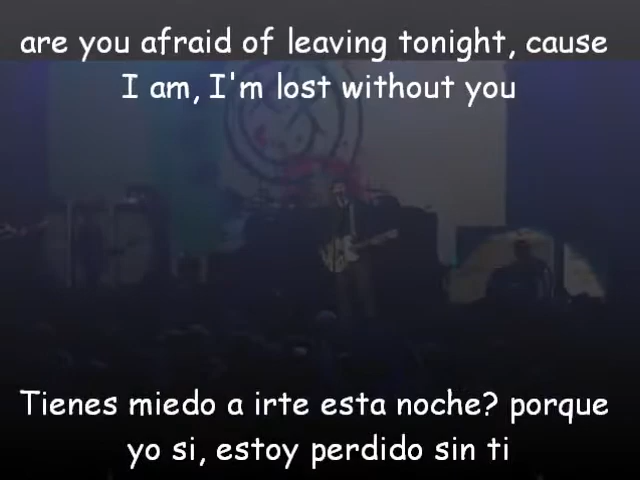 are you afraid of leaving tonight, cause
I am, I'm lost without you
Tienes miedo a irte esta noche? porque
yo si, estoy perdido sin ti